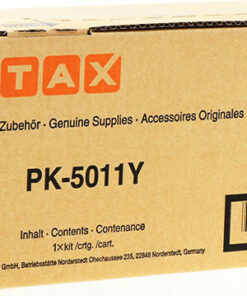 TAX
Zubehör · Genuine Supplies · Accessoires Originales
PK-5011Y
Inhalt · Contents · Contenance
1×kit/crtg. /cart.
GmbH, Betriebsstätte Norderstedt Ohechaussee 235, 22848 Norderstedt, Germany